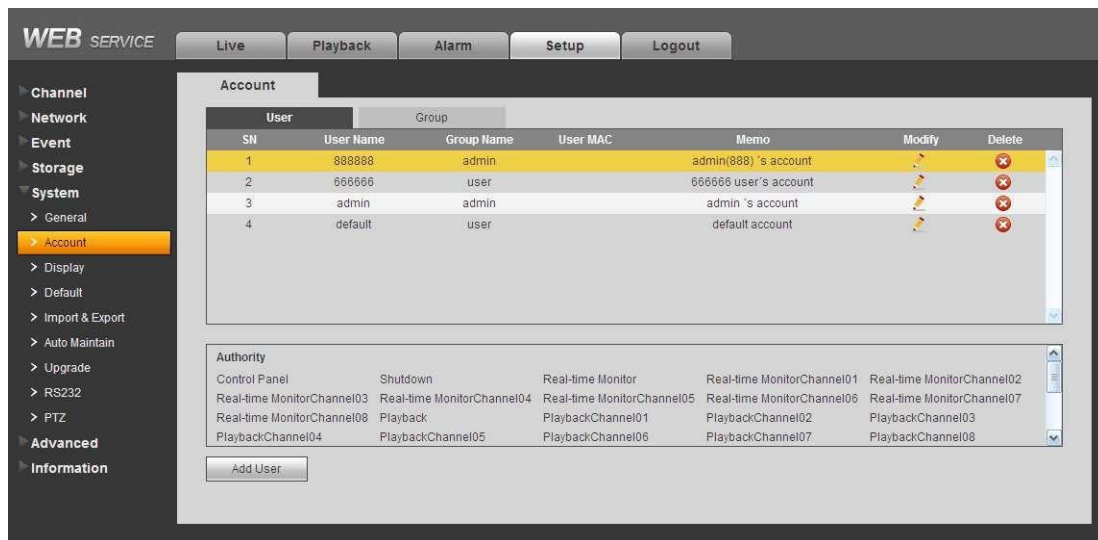 WEB SERVICE
Live Playback Alarm Setup Logout
Channel
Network
Event
Storage
System
> General
> Account
> Display
> Default
> Import & Export
> Auto Maintain
> Upgrade
> RS232
> PTZ
Advanced
Information
Account
User Group
SN User Name Group Name User MAC Memo Modify Delete
1 888888 admin admin(888) 's account
2 666666 user 666666 user's account
3 admin admin admin 's account
4 default user default account
Authority
Control Panel Shutdown Real-time Monitor Real-time MonitorChannel01 Real-time MonitorChannel02
Real-time MonitorChannel03 Real-time MonitorChannel04 Real-time MonitorChannel05 Real-time MonitorChannel06 Real-time MonitorChannel07
Real-time MonitorChannel08 Playback PlaybackChannel01 PlaybackChannel02 PlaybackChannel03
PlaybackChannel04 PlaybackChannel05 PlaybackChannel06 PlaybackChannel07 PlaybackChannel08
Add User